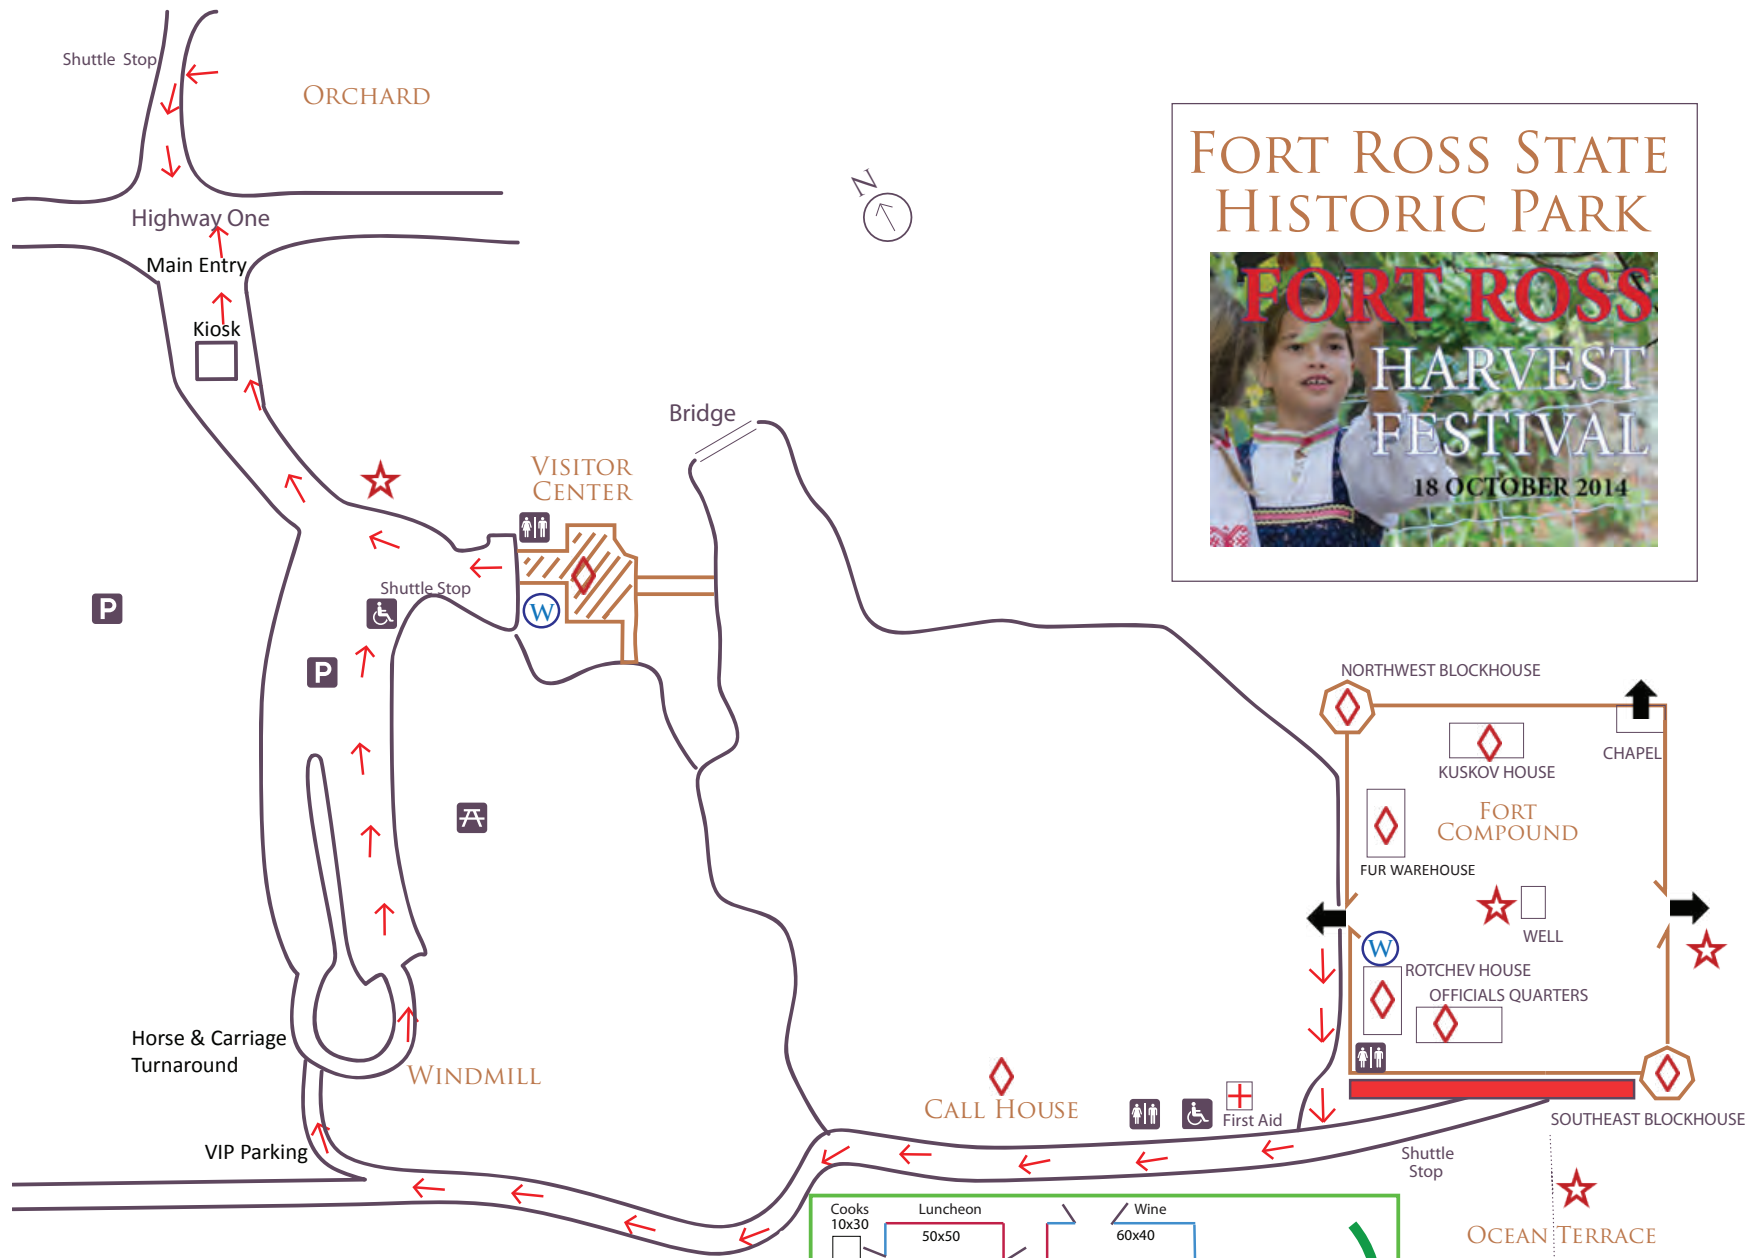 Shuttle Stop
ORCHARD
N
FORT ROSS STATE
HISTORIC PARK
FORT ROSS
HARVEST
FESTIVAL
18 OCTOBER 2014
Highway One
Main Entry
Kiosk
Bridge
VISITOR
CENTER
Shuttle Stop
W
P
P
NORTHWEST BLOCKHOUSE
CHAPEL
KUSKOV HOUSE
FORT
COMPOUND
FUR WAREHOUSE
WELL
W
ROTCHEV HOUSE
OFFICIALS QUARTERS
Horse & Carriage
Turnaround
WINDMILL
CALL HOUSE
First Aid
SOUTHEAST BLOCKHOUSE
VIP Parking
Shuttle
Stop
Cooks
10x30
Luncheon
50x50
Wine
60x40
OCEAN TERRACE